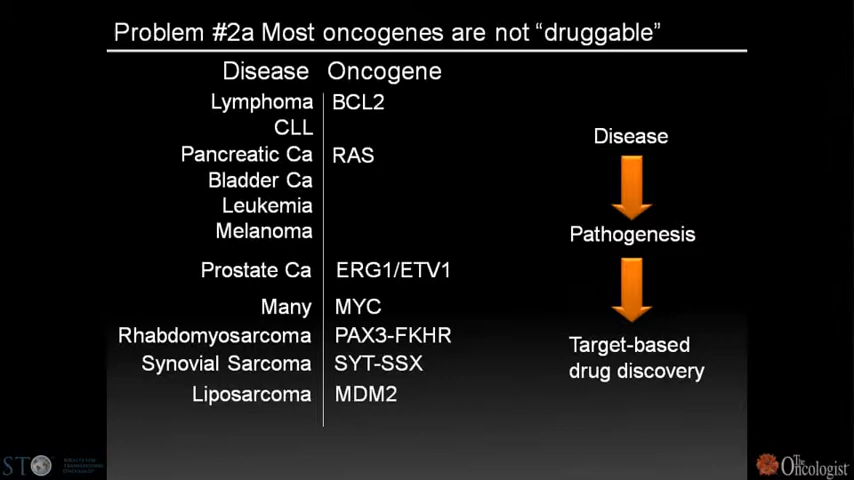 Problem #2a Most oncogenes are not “druggable”
Disease Oncogene
Lymphoma BCL2
CLL
Pancreatic Ca RAS
Bladder Ca
Leukemia
Melanoma
Prostate Ca ERG1/ETV1
Many MYC
Rhabdomyosarcoma PAX3-FKHR
Synovial Sarcoma SYT-SSX
Liposarcoma MDM2
Disease
Pathogenesis
Target-based
drug discovery
The
Oncologist